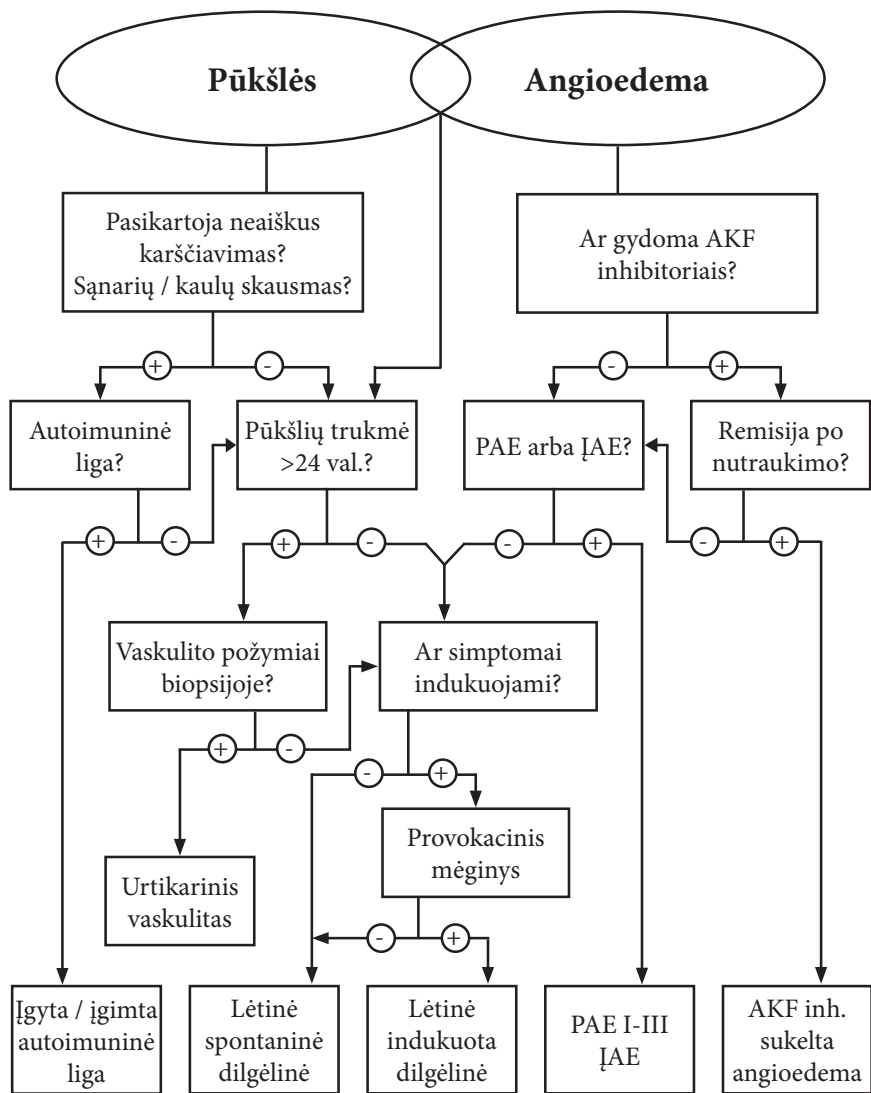 Pūkšlės
Angioedema
Pasikartoja neaiškus
karščiavimas?
Sąnarių / kaulų skausmas?
Ar gydoma AKF
inhibitoriais?
+
-
-
+
Autoimuninė
liga?
Pūkšlių trukmė
>24 val.?
PAE arba ĮAE?
Remisija po
nutraukimo?
+
-
+
-
-
+
-
+
Vaskulito požymiai
biopsijoje?
Ar simptomai
indukuojami?
+
-
-
+
Provokacinis
mėginys
Urtikarinis
vaskulitas
-
+
Įgyta / įgimta
autoimuninė
liga
Lėtinė
spontaninė
dilgėlinė
Lėtinė
indukuota
dilgėlinė
PAE I-III
ĮAE
AKF inh.
sukelta
angioedema